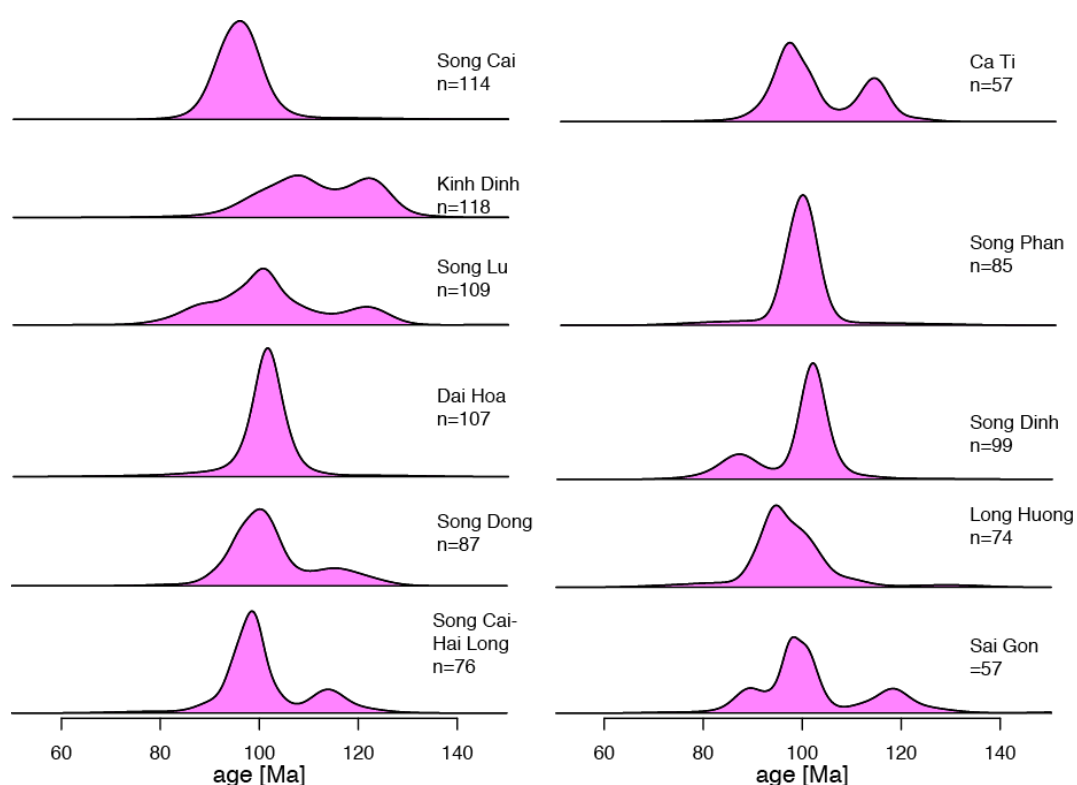 Song Cai
n=114
Kinh Dinh
n=118
Song Lu
n=109
Dai Hoa
n=107
Song Dong
n=87
Song Cai-
Hai Long
n=76
60 80 100 120 140
age [Ma]
Ca Ti
n=57
Song Phan
n=85
Song Dinh
n=99
Long Huong
n=74
Sai Gon
=57
60 80 100 120 140
age [Ma]